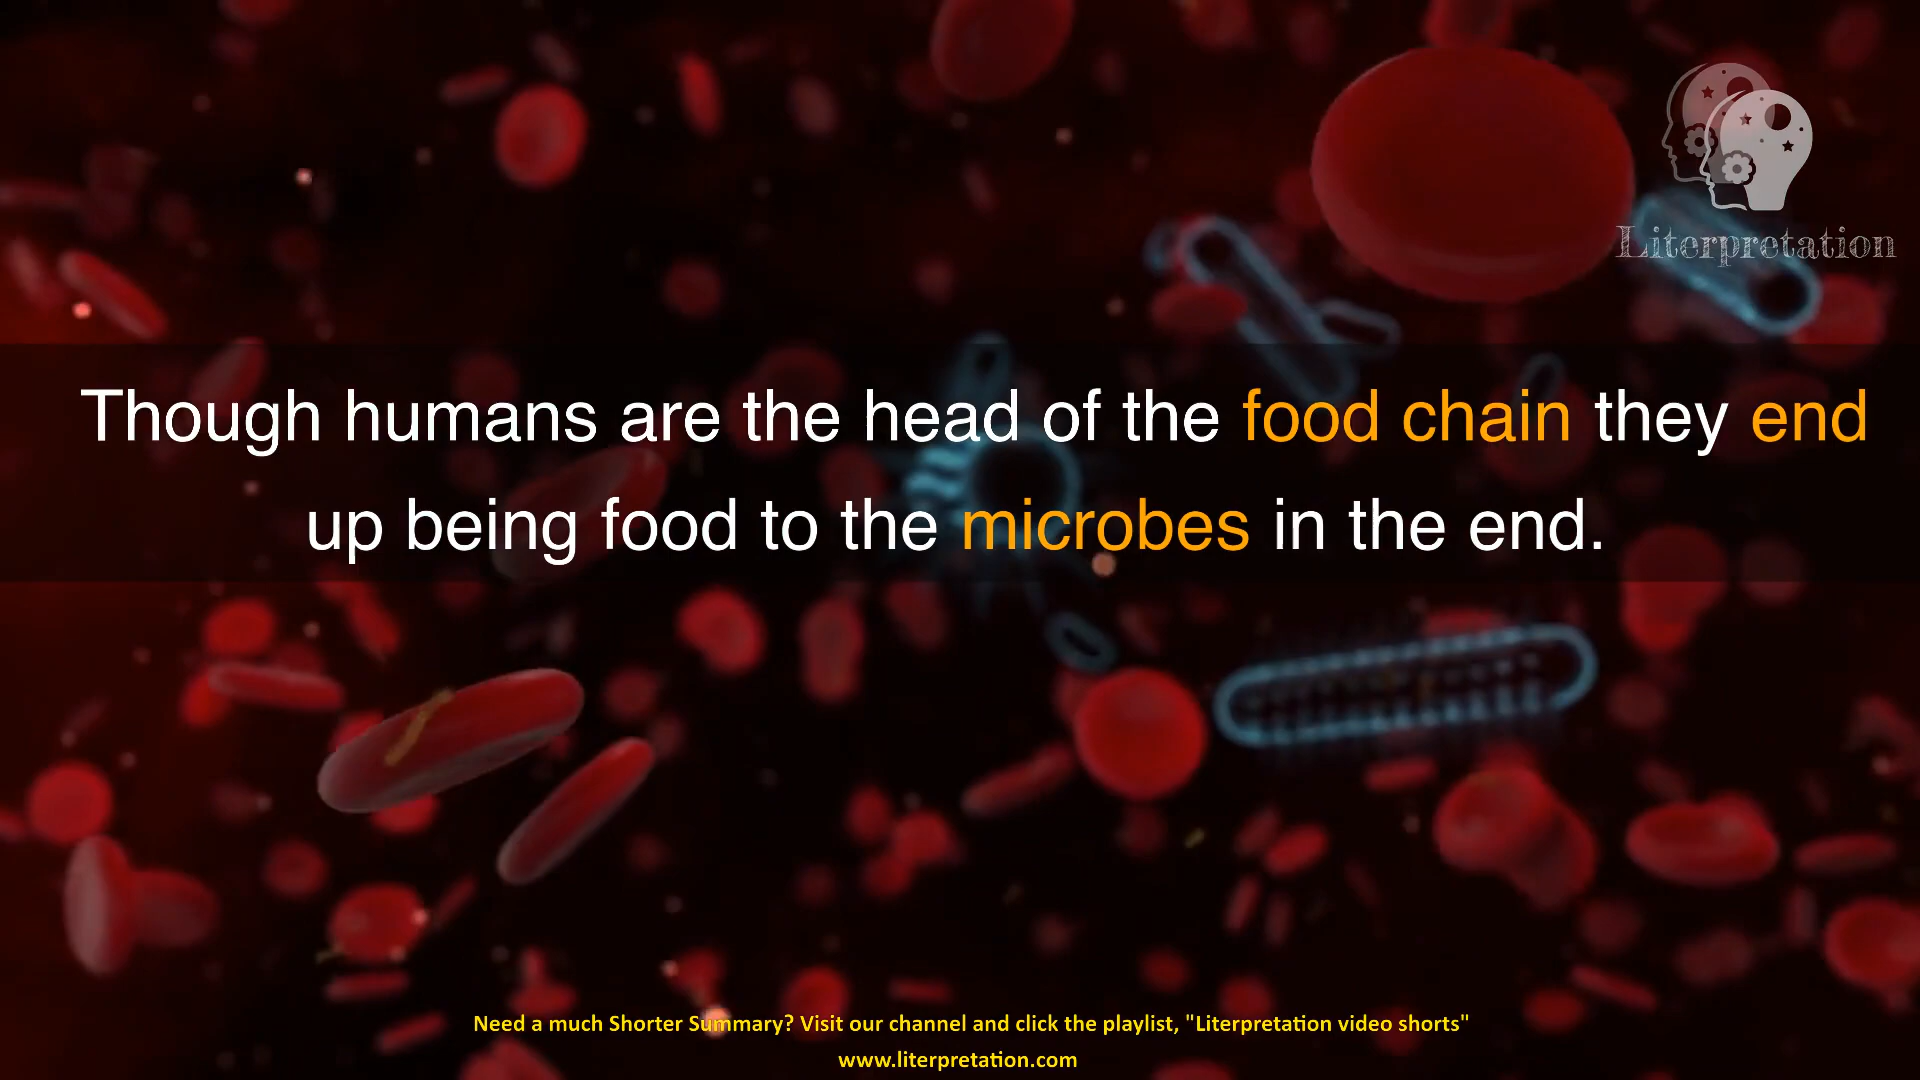 Literpretation
Though humans are the head of the food chain they end
up being food to the microbes in the end.
Need a much Shorter Summary? Visit our channel and click the playlist, "Literpretation video shorts"
www.literpretation.com